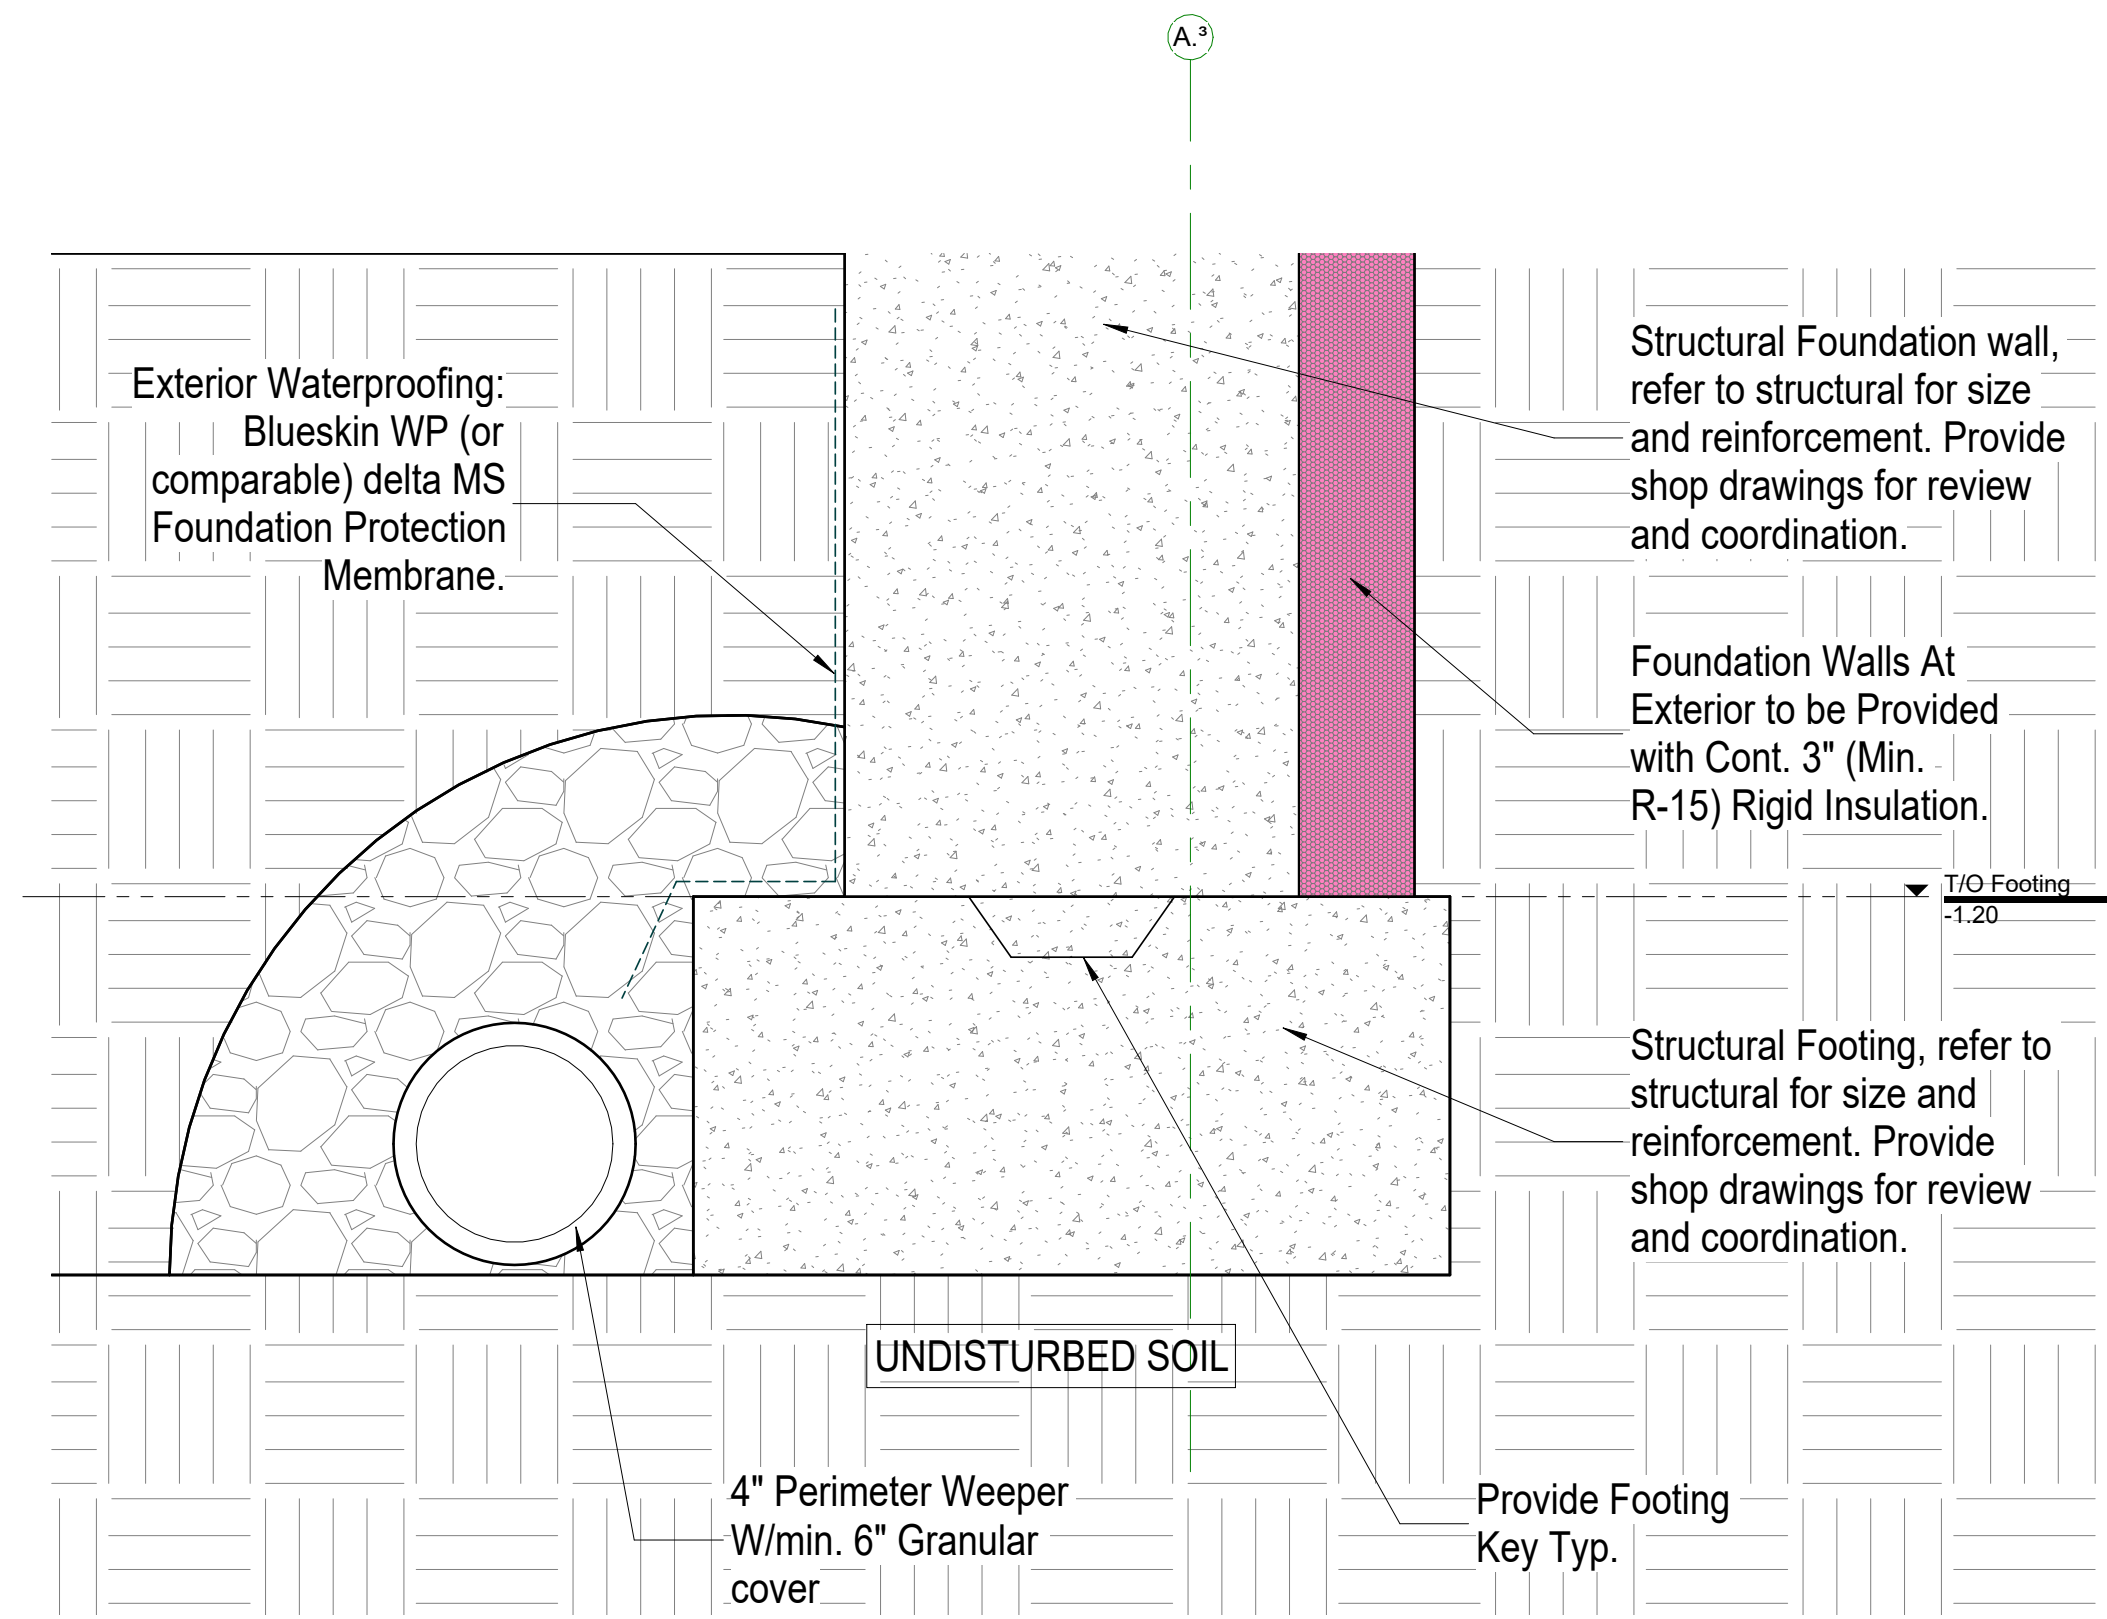 A.³
Exterior Waterproofing:
Blueskin WP (or
comparable) delta MS
Foundation Protection
Membrane.
Structural Foundation wall,
refer to structural for size
and reinforcement. Provide
shop drawings for review
and coordination.
Foundation Walls At
Exterior to be Provided
with Cont. 3" (Min.
R-15) Rigid Insulation.
T/O Footing
-1.20
Structural Footing, refer to
structural for size and
reinforcement. Provide
shop drawings for review
and coordination.
UNDISTURBED SOIL
4" Perimeter Weeper
W/min. 6" Granular
cover
Provide Footing
Key Typ.